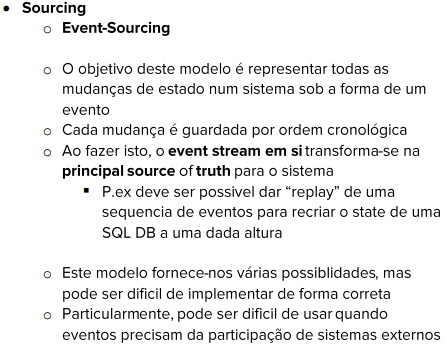 • Sourcing
○ Event-Sourcing
○ O objetivo deste modelo é representar todas as
mudanças de estado num sistema sob a forma de um
evento
○ Cada mudança é guardada por ordem cronológica
○ Ao fazer isto, o event stream em si transforma-se na
principal source of truth para o sistema
▪ P.ex deve ser possivel dar “replay” de uma
sequencia de eventos para recriar o state de uma
SQL DB a uma dada altura
○ Este modelo fornece-nos várias possiblidades, mas
pode ser dificil de implementar de forma correta
○ Particularmente, pode ser dificil de usar quando
eventos precisam da participação de sistemas externos